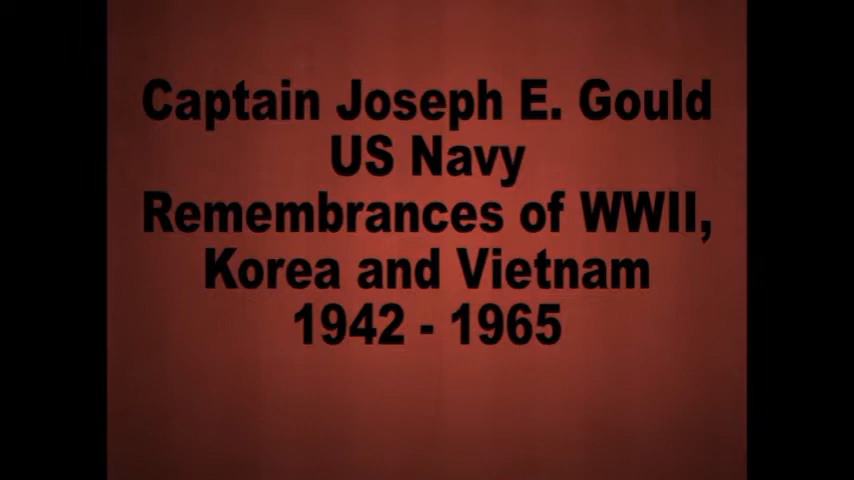 Captain Joseph E. Gould
US Navy
Remembrances of WWII,
Korea and Vietnam
1942 - 1965